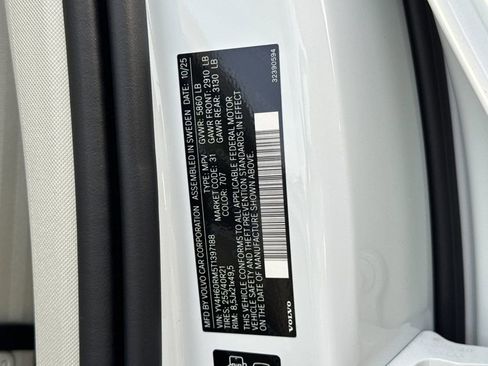 MFD BY VOLVO CAR CORPORATION ASSEMBLED IN SWEDEN DATE: 10/25
GVWR: 5860 LB
VIN: YV4H60RM5T1397188 TYPE: MPV GAWR FRONT: 2910 LB
TIRES: 255/40R21 MARKET CODE: 31 GAWR REAR: 3130 LB
RIM: 8,5Jx21x49,5 COLOR: 707
THIS VEHICLE CONFORMS TO ALL APPLICABLE FEDERAL MOTOR
VEHICLE SAFETY AND THEFT PREVENTION STANDARDS IN EFFECT
ON THE DATE OF MANUFACTURE SHOWN ABOVE.
VOLVO
32390594